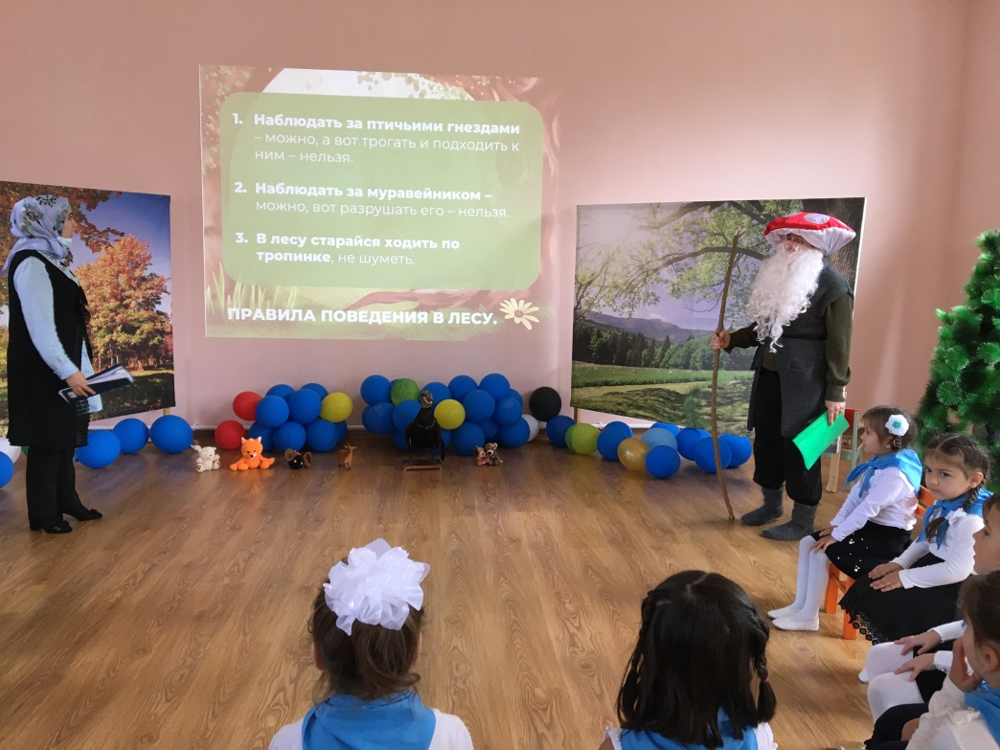 1. Наблюдать за птичьими гнездами
– можно, а вот трогать и подходить к
ним – нельзя.
2. Наблюдать за муравейником –
можно, вот разрушать его – нельзя.
3. В лесу старайся ходить по
тропинке, не шуметь.
ПРАВИЛА ПОВЕДЕНИЯ В ЛЕСУ.